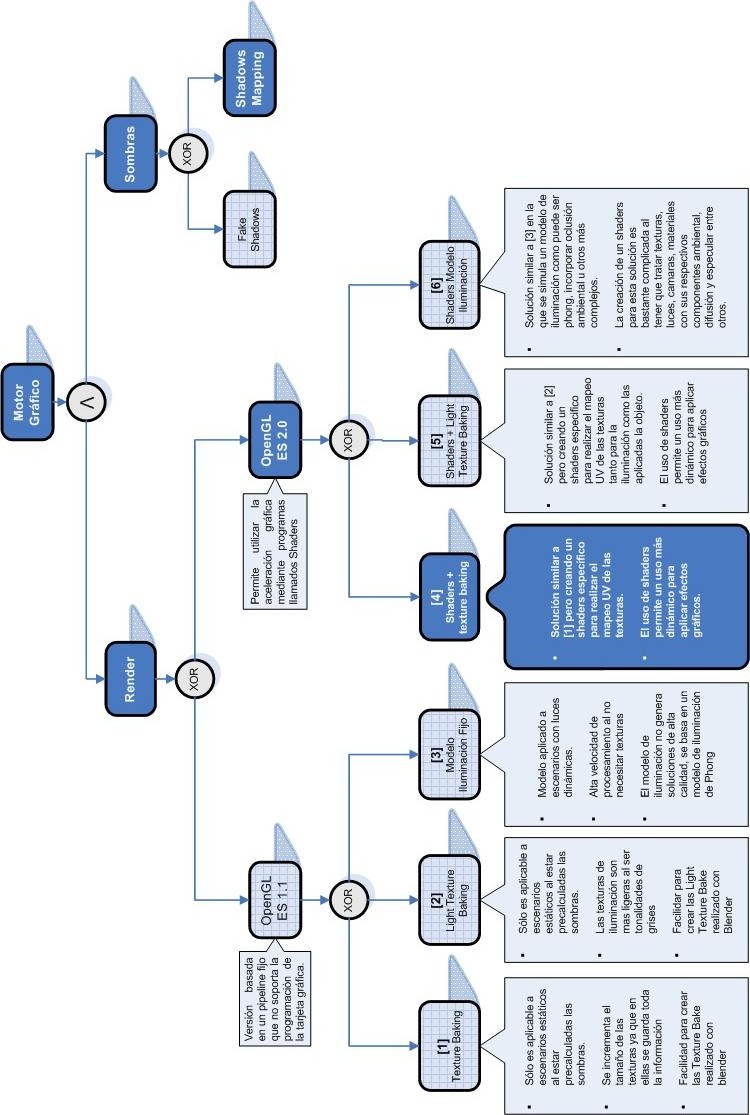 Motor
Gráfico
V
Render
Sombras
XOR
XOR
Fake
Shadows
Shadows
Mapping
OpenGL
ES 1.1
Versión basada
en un pipeline fijo
que no soporta la
programación de
la tarjeta gráfica.
OpenGL
ES 2.0
Permite utilizar la
aceleración gráfica
mediante programas
llamados Shaders
XOR
XOR
[1]
Texture Baking
[2]
Light Texture
Baking
[3]
Modelo
Iluminación Fijo
[4]
Shaders +
texture baking
[5]
Shaders + Light
Texture Baking
[6]
Shaders Modelo
Iluminación
▪ Sólo es aplicable a
escenarios estáticos
al estar
precalculadas las
sombras.
▪ Se incrementa el
tamaño de las
texturas ya que en
ellas se guarda toda
la información
▪ Facilidad para crear
las Texture Bake
realizado con
blender
▪ Sólo es aplicable a
escenarios
estáticos al estar
precalculadas las
sombras.
▪ Las texturas de
iluminación son
mas ligeras al ser
tonalidades de
grises
▪ Facilidar para
crear las Light
Texture Bake
realizado con
Blender
▪ Modelo aplicado a
escenarios con luces
dinámicas.
▪ Alta velocidad de
procesamiento al no
necesitar texturas
▪ El modelo de
iluminación no genera
soluciones de alta
calidad, se basa en un
modelo de iluminación
de Phong
▪ Solución similar a
[1] pero creando un
shaders especifico
para realizar el
mapeo UV de las
texturas.
▪ El uso de shaders
permite un uso más
dinámico para
aplicar efectos
gráficos.
▪ Solución similar a [2]
pero creando un
shaders especifico
para realizar el mapeo
UV de las texturas
tanto para la
iluminación como las
aplicadas la objeto.
▪ El uso de shaders
permite un uso más
dinámico para aplicar
efectos gráficos
▪ Solución similar a [3] en la
que se simula un modelo de
iluminación como puede ser
phong, incorporar oclusión
ambiental u otros más
complejos.
▪ La creación de un shaders
para esta solución es
bastante complicada al
tener que tratar texturas,
luces, camaras, materiales
con sus respectivos
componentes ambiental,
difusión y especular entre
otros.